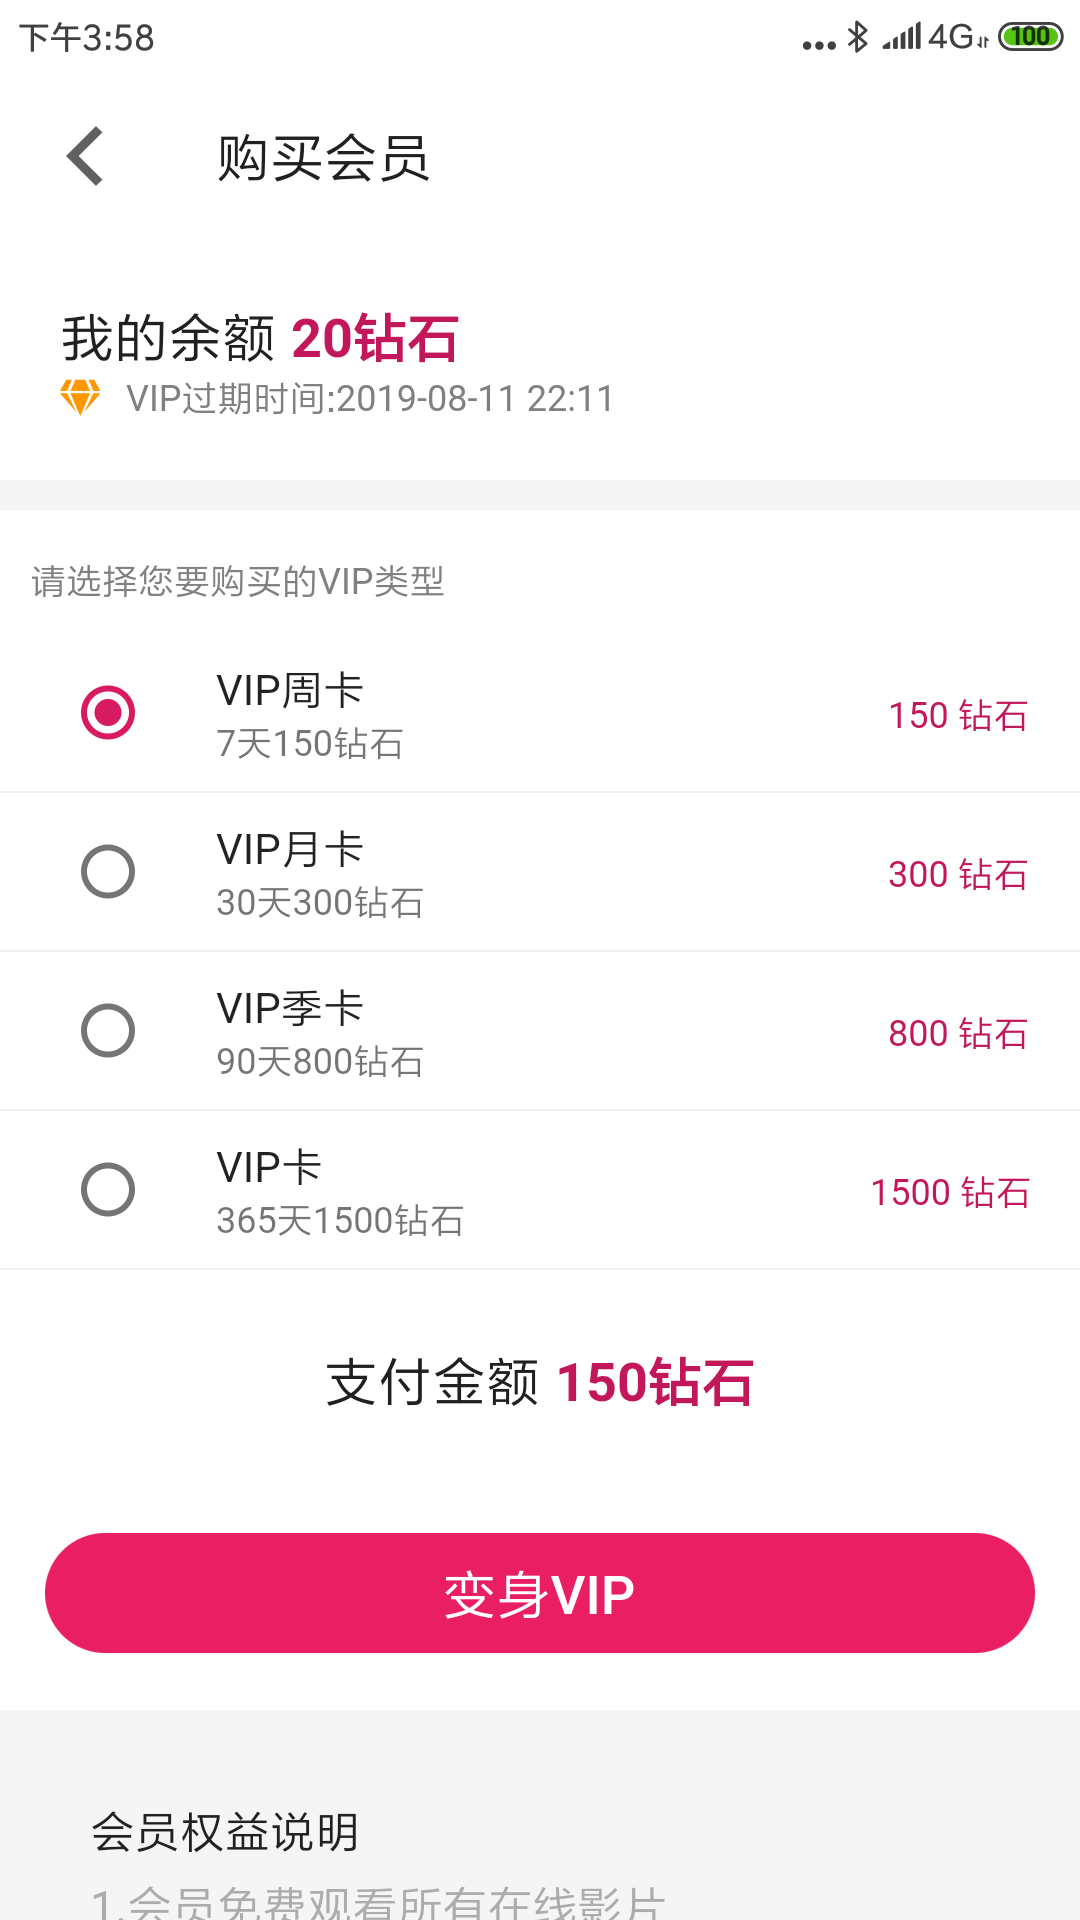 下午3:58
4G
100
购买会员
我的余额 20钻石
VIP过期时间:2019-08-11 22:11
请选择您要购买的VIP类型
VIP周卡
7天150钻石
150 钻石
VIP月卡
30天300钻石
300 钻石
VIP季卡
90天800钻石
800 钻石
VIP卡
365天1500钻石
1500 钻石
支付金额 150钻石
变身VIP
会员权益说明
1.会员免费观看所有在线影片